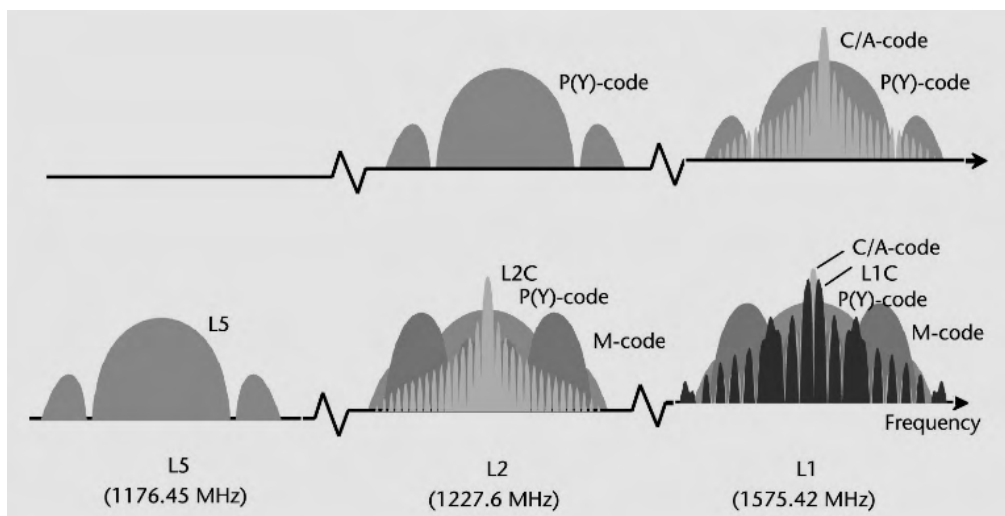 C/A-code
P(Y)-code
P(Y)-code
C/A-code
L2C
L1C
P(Y)-code
P(Y)-code
L5
M-code
M-code
Frequency
L5
L2
L1
(1176.45 MHz)
(1227.6 MHz)
(1575.42 MHz)